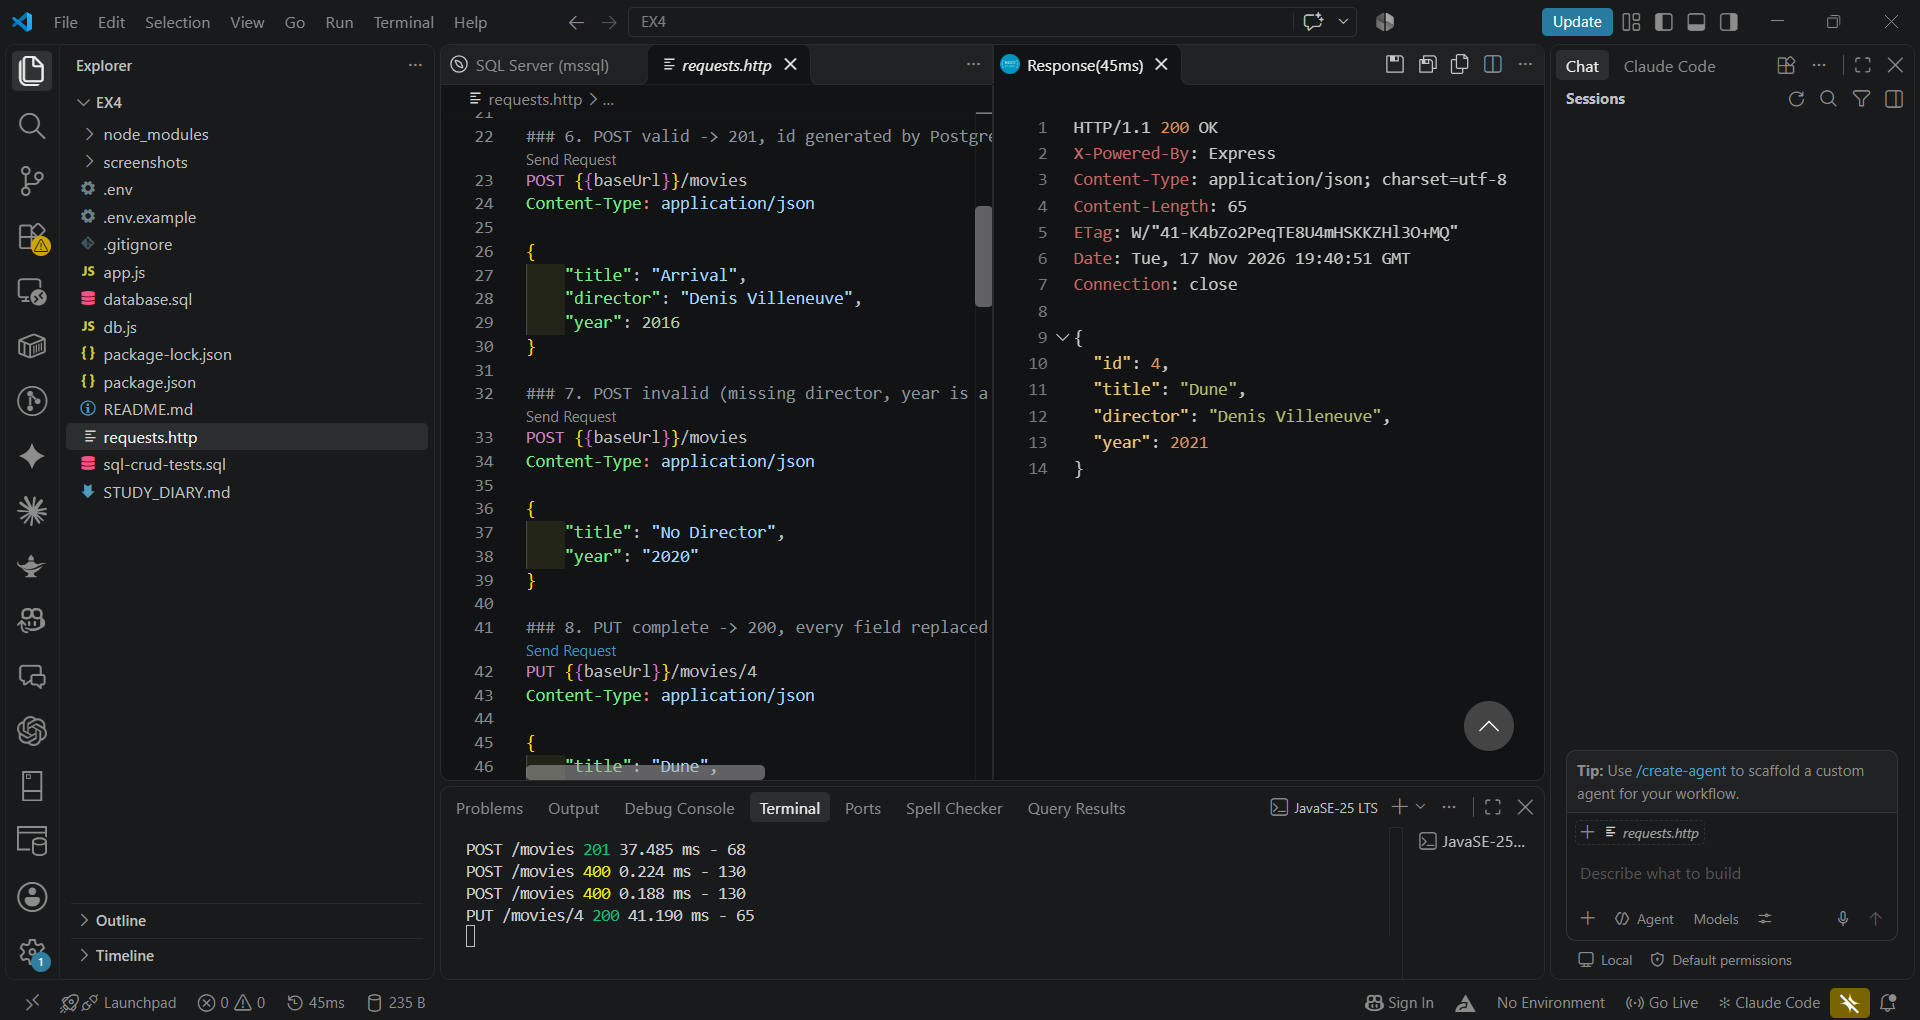 File Edit Selection View Go Run Terminal Help
EX4
Update
Explorer
EX4
node_modules
screenshots
.env
.env.example
.gitignore
JS app.js
database.sql
JS db.js
{} package-lock.json
{} package.json
README.md
requests.http
sql-crud-tests.sql
STUDY_DIARY.md
Outline
Timeline
SQL Server (mssql)
requests.http
requests.http > ...
21
22 ### 6. POST valid -> 201, id generated by Postgre
Send Request
23 POST {{baseUrl}}/movies
24 Content-Type: application/json
25
26 {
27 "title": "Arrival",
28 "director": "Denis Villeneuve",
29 "year": 2016
30 }
31
32 ### 7. POST invalid (missing director, year is a
Send Request
33 POST {{baseUrl}}/movies
34 Content-Type: application/json
35
36 {
37 "title": "No Director",
38 "year": "2020"
39 }
40
41 ### 8. PUT complete -> 200, every field replaced
Send Request
42 PUT {{baseUrl}}/movies/4
43 Content-Type: application/json
44
45 {
46 "title": "Dune",
Response(45ms)
1 HTTP/1.1 200 OK
2 X-Powered-By: Express
3 Content-Type: application/json; charset=utf-8
4 Content-Length: 65
5 ETag: W/"41-K4bZo2PeqTE8U4mHSKKZHl3O+MQ"
6 Date: Tue, 17 Nov 2026 19:40:51 GMT
7 Connection: close
8
9 {
10 "id": 4,
11 "title": "Dune",
12 "director": "Denis Villeneuve",
13 "year": 2021
14 }
Problems Output Debug Console Terminal Ports Spell Checker Query Results
JavaSE-25 LTS
POST /movies 201 37.485 ms - 68
POST /movies 400 0.224 ms - 130
POST /movies 400 0.188 ms - 130
PUT /movies/4 200 41.190 ms - 65
JavaSE-25...
Chat Claude Code
Sessions
Tip: Use /create-agent to scaffold a custom
agent for your workflow.
requests.http
Describe what to build
Agent Models
Local Default permissions
1
Launchpad 0 0 45ms 235 B
Sign In No Environment Go Live Claude Code